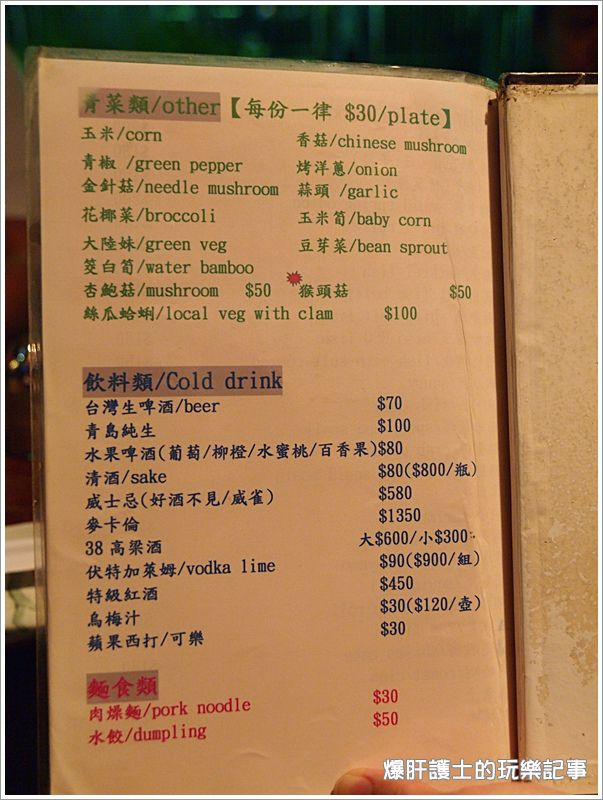 青菜類/other【每份一律 $30/plate】
玉米/corn 香菇/chinese mushroom
青椒 /green pepper 烤洋蔥/onion
金針菇/needle mushroom 蒜頭 /garlic
花椰菜/broccoli 玉米筍/baby corn
大陸妹/green veg 豆芽菜/bean sprout
筊白筍/water bamboo
杏鮑菇/mushroom $50 猴頭菇 $50
絲瓜蛤蜊/local veg with clam $100
飲料類/Cold drink
台灣生啤酒/beer $70
青島純生 $100
水果啤酒(葡萄/柳橙/水蜜桃/百香果)$80
清酒/sake $80($800/瓶)
威士忌(好酒不見/威雀) $580
麥卡倫 $1350
38 高梁酒 大$600/小$300
伏特加萊姆/vodka lime $90($900/組)
特級紅酒 $450
烏梅汁 $30($120/壺)
蘋果西打/可樂 $30
麵食類
肉燥麵/pork noodle $30
水餃/dumpling $50
爆肝護士的玩樂記事